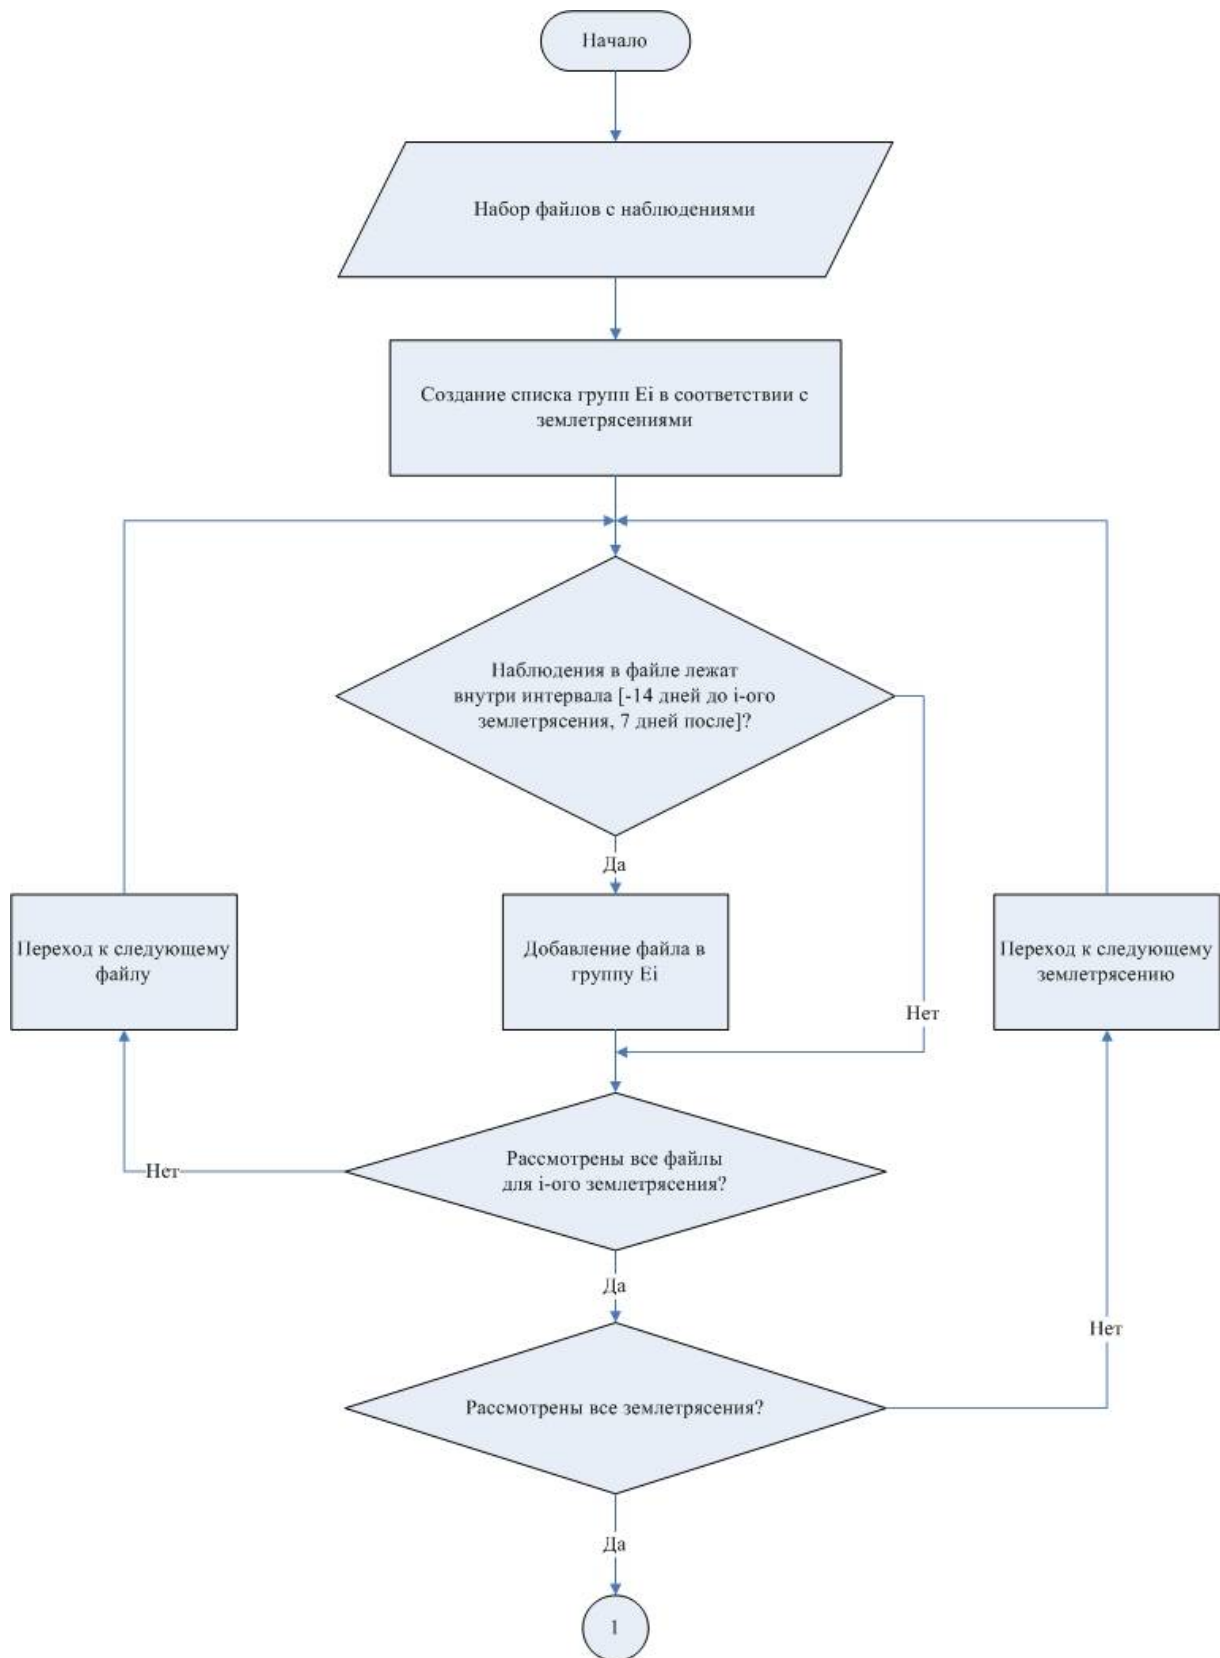 Начало
Набор файлов с наблюдениями
Создание списка групп Ei в соответствии с
землетрясениями
Наблюдения в файле лежат
внутри интервала [-14 дней до i-ого
землетрясения, 7 дней после]?
Да
Переход к следующему
файлу
Добавление файла в
группу Ei
Переход к следующему
землетрясению
Нет
Рассмотрены все файлы
для i-ого землетрясения?
Нет
Да
Нет
Рассмотрены все землетрясения?
Да
1